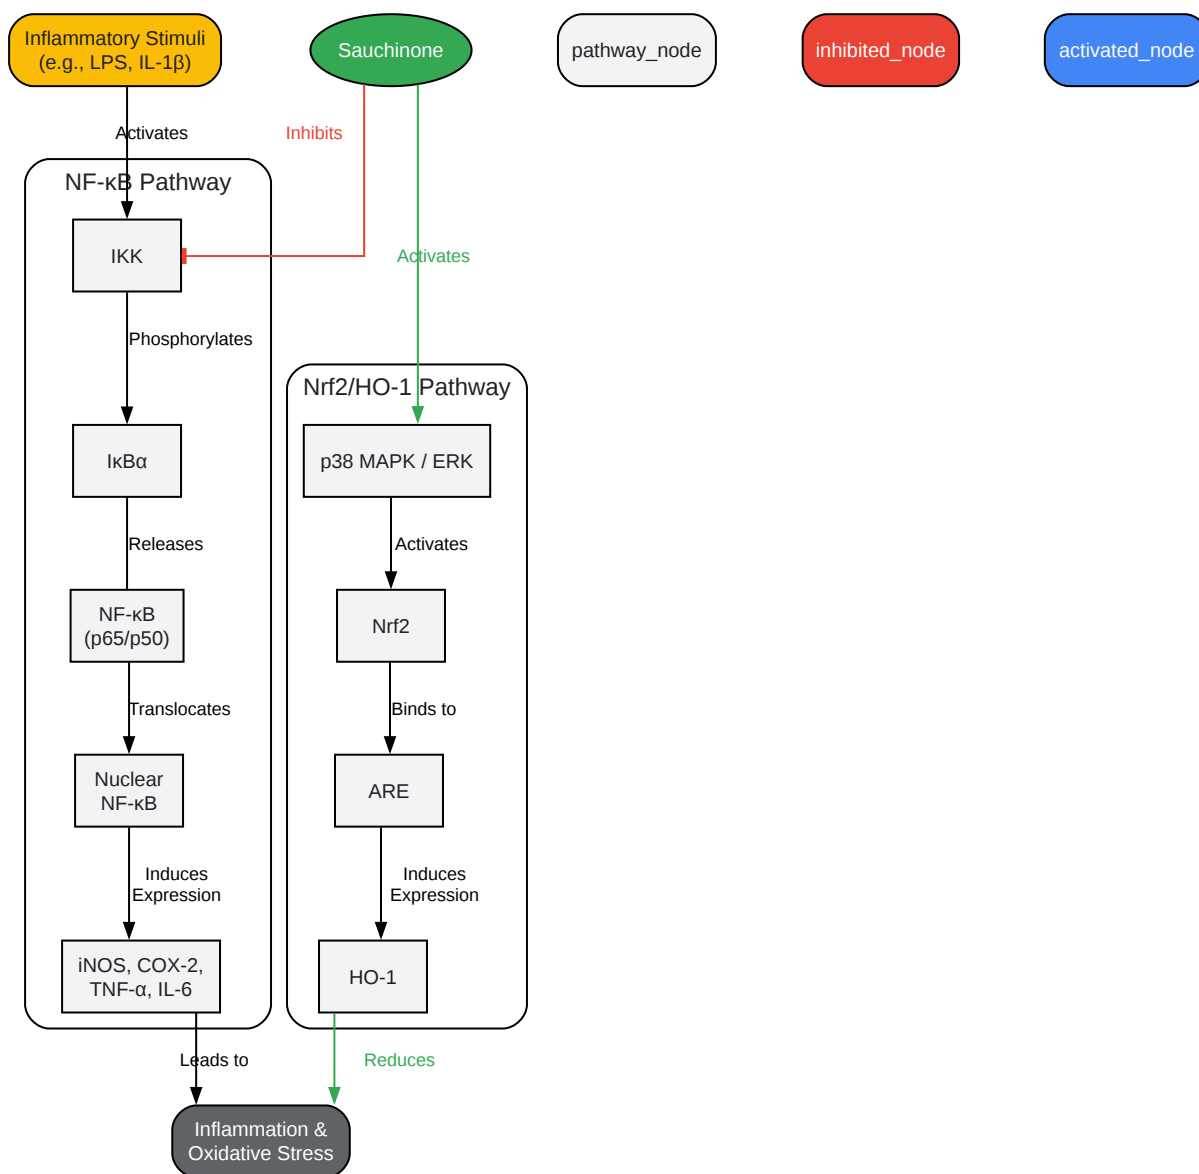 Inflammatory Stimuli
(e.g., LPS, IL-1β)
Sauchinone
pathway_node
inhibited_node
activated_node
Activates
Inhibits
NF-κB Pathway
IKK
Activates
Phosphorylates
Nrf2/HO-1 Pathway
IκBα
p38 MAPK / ERK
Releases
Activates
NF-κB
(p65/p50)
Nrf2
Translocates
Binds to
Nuclear
NF-κB
ARE
Induces
Expression
Induces
Expression
iNOS, COX-2,
TNF-α, IL-6
HO-1
Leads to
Reduces
Inflammation &
Oxidative Stress